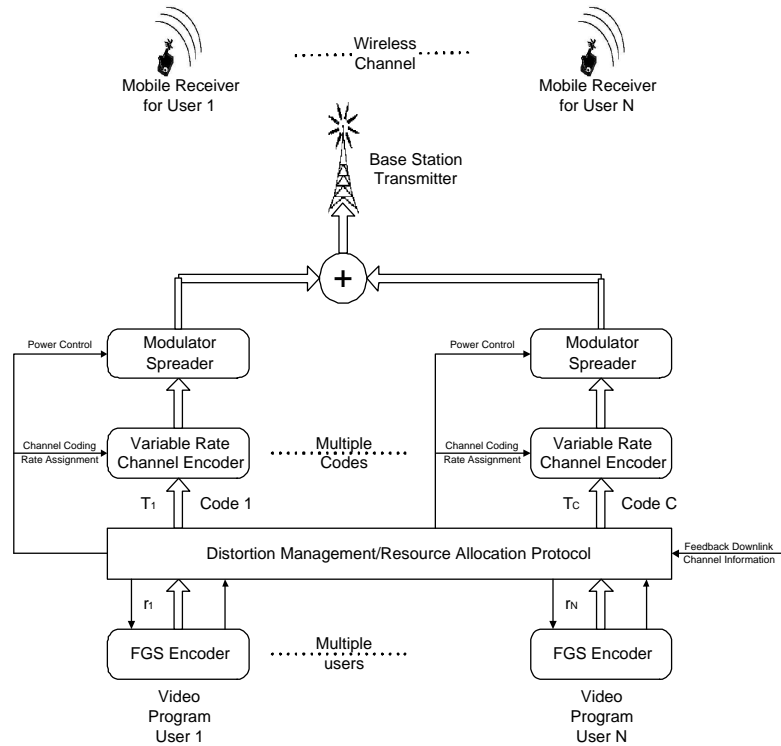 Wireless
Channel
Mobile Receiver
for User 1
Mobile Receiver
for User N
Base Station
Transmitter
+
Power Control
Modulator
Spreader
Power Control
Modulator
Spreader
Channel Coding
Rate Assignment
Variable Rate
Channel Encoder
Multiple
Codes
Channel Coding
Rate Assignment
Variable Rate
Channel Encoder
T1 Code 1
TC Code C
Distortion Management/Resource Allocation Protocol
Feedback Downlink
Channel Information
r1
rN
FGS Encoder
Multiple
users
FGS Encoder
Video
Program
User 1
Video
Program
User N